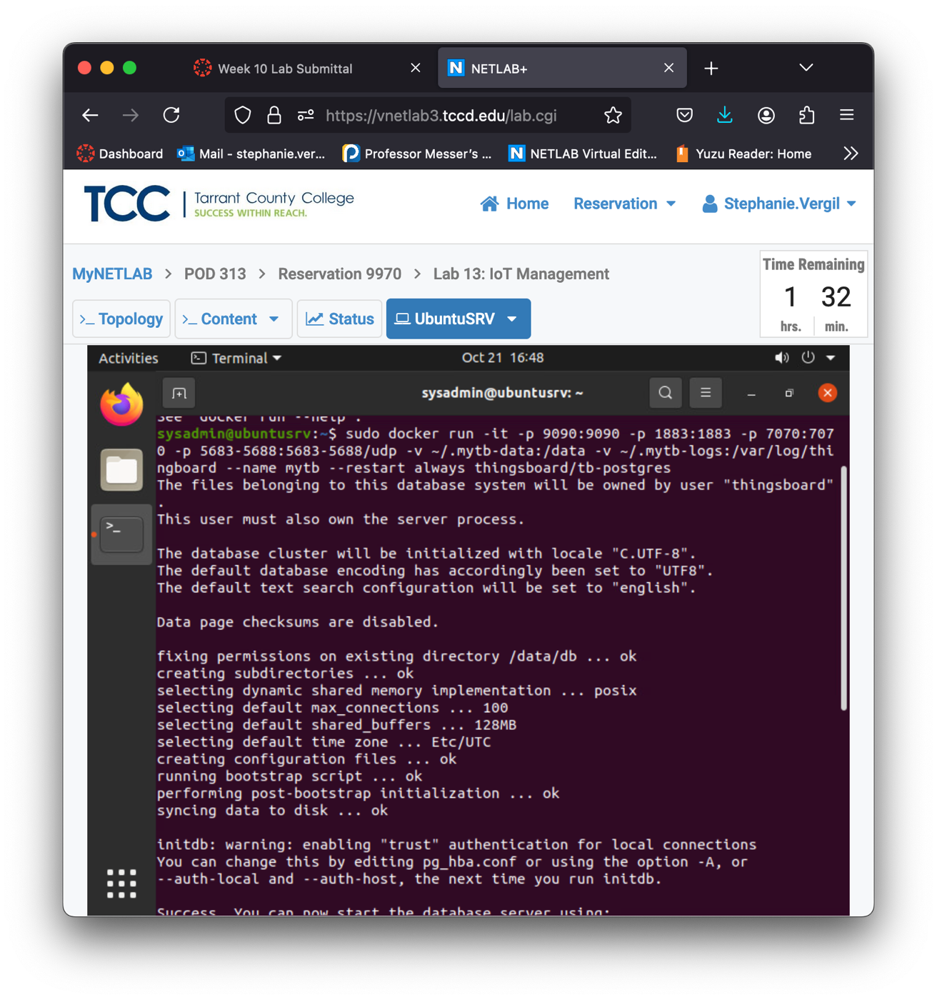 Week 10 Lab Submittal
NETLAB+
https://vnetlab3.tccd.edu/lab.cgi
Dashboard
Mail - stephanie.ver...
Professor Messer's ...
NETLAB Virtual Edit...
Yuzu Reader: Home
TCC
Tarrant County College
SUCCESS WITHIN REACH.
Home
Reservation
Stephanie.Vergil
MyNETLAB > POD 313 > Reservation 9970 > Lab 13: IoT Management
Time Remaining
1 32
hrs. min.
>_ Topology
>_ Content
Status
UbuntuSRV
Activities
Terminal
Oct 21 16:48
sysadmin@ubuntusrv: ~
See 'docker run --help'.
sysadmin@ubuntusrv:~$ sudo docker run -it -p 9090:9090 -p 1883:1883 -p 7070:707
0 -p 5683-5688:5683-5688/udp -v ~/.mytb-data:/data -v ~/.mytb-logs:/var/log/thi
ngboard --name mytb --restart always thingsboard/tb-postgres
The files belonging to this database system will be owned by user "thingsboard"
.
This user must also own the server process.
The database cluster will be initialized with locale "C.UTF-8".
The default database encoding has accordingly been set to "UTF8".
The default text search configuration will be set to "english".
Data page checksums are disabled.
fixing permissions on existing directory /data/db ... ok
creating subdirectories ... ok
selecting dynamic shared memory implementation ... posix
selecting default max_connections ... 100
selecting default shared_buffers ... 128MB
selecting default time zone ... Etc/UTC
creating configuration files ... ok
running bootstrap script ... ok
performing post-bootstrap initialization ... ok
syncing data to disk ... ok
initdb: warning: enabling "trust" authentication for local connections
You can change this by editing pg_hba.conf or using the option -A, or
--auth-local and --auth-host, the next time you run initdb.
Success. You can now start the database server using: